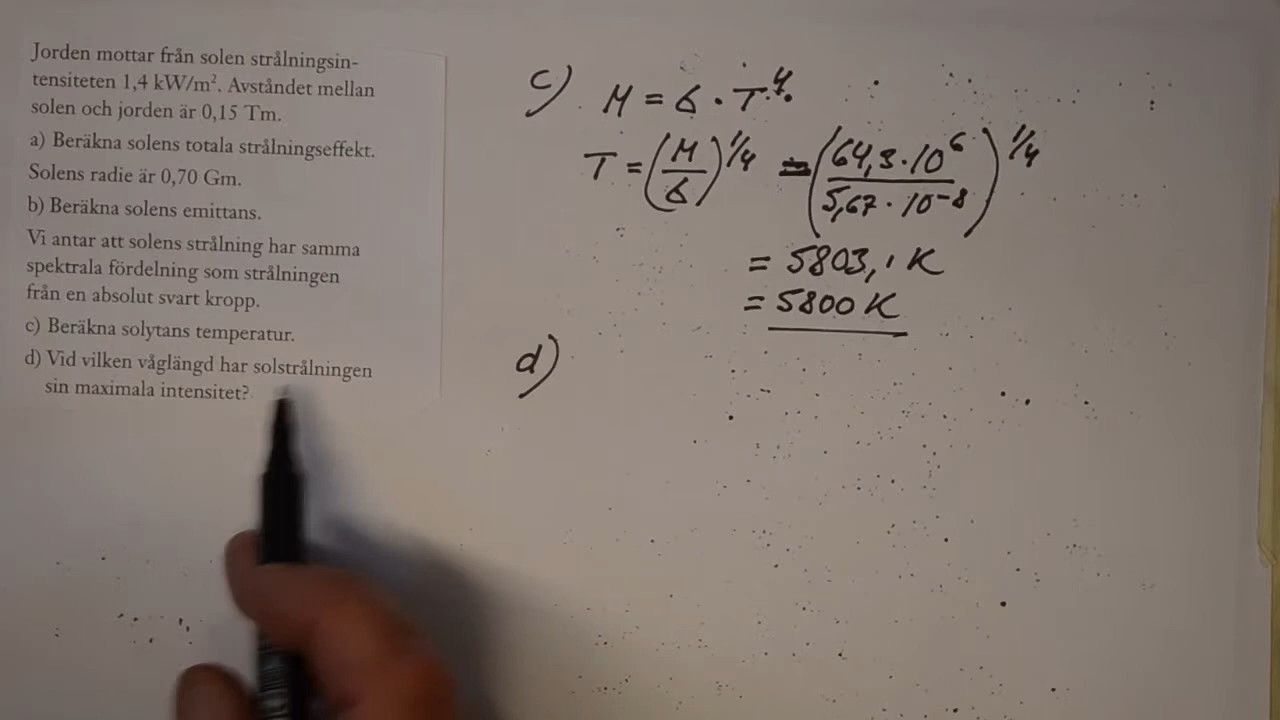 Jorden mottar från solen strålningsin-
tensiteten 1,4 kW/m². Avståndet mellan
solen och jorden är 0,15 Tm.
a) Beräkna solens totala strålningseffekt.
Solens radie är 0,70 Gm.
b) Beräkna solens emittans.
Vi antar att solens strålning har samma
spektrala fördelning som strålningen
från en absolut svart kropp.
c) Beräkna solytans temperatur.
d) Vid vilken våglängd har solstrålningen
sin maximala intensitet?
c) M = σ · T⁴
T = (M/σ)^1/4 = (64,3 · 10⁶ / 5,67 · 10⁻⁸)^1/4
= 5803,1 K
= 5800 K
d)